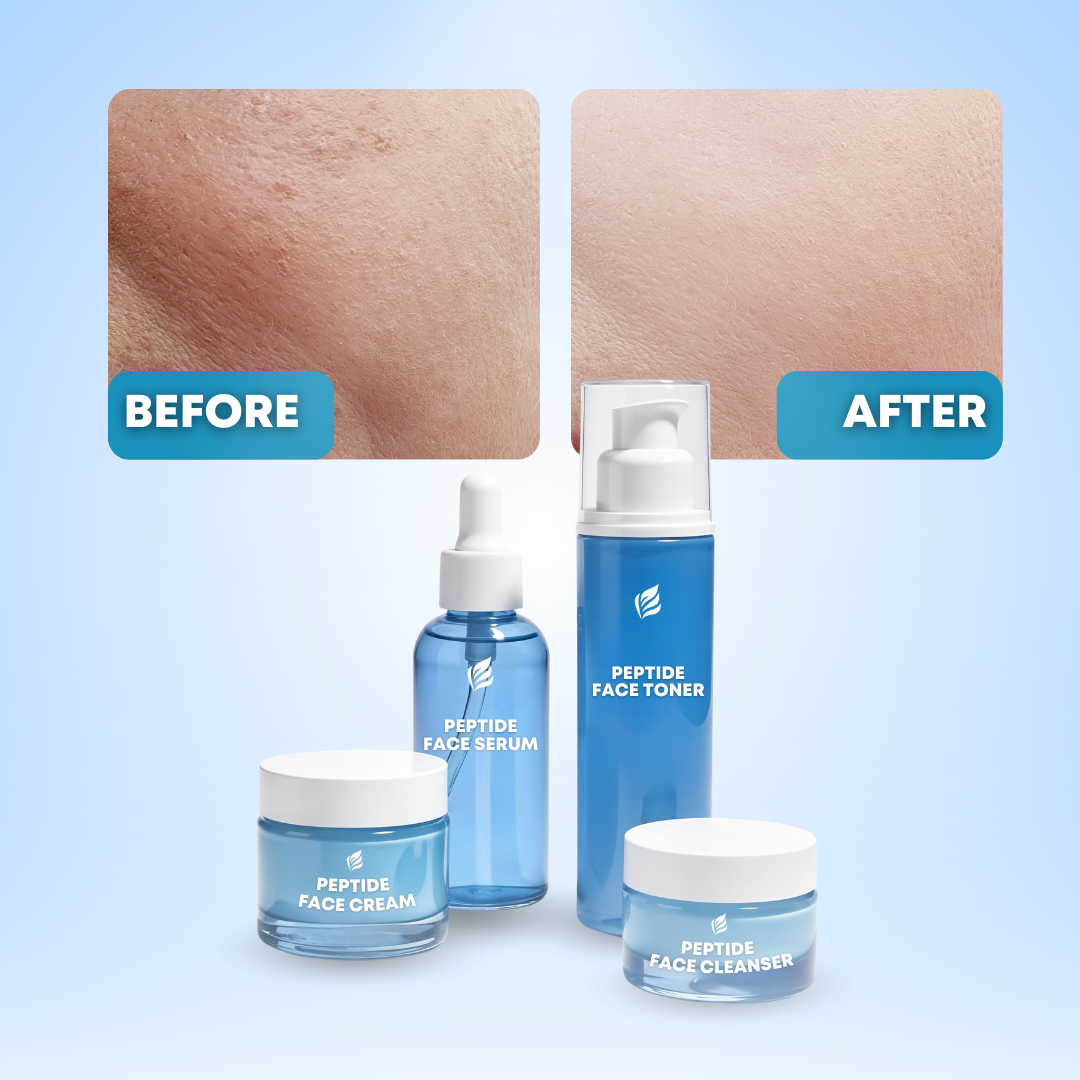 BEFORE
AFTER
PEPTIDE
FACE TONER
PEPTIDE
FACE SERUM
PEPTIDE
FACE CREAM
PEPTIDE
FACE CLEANSER